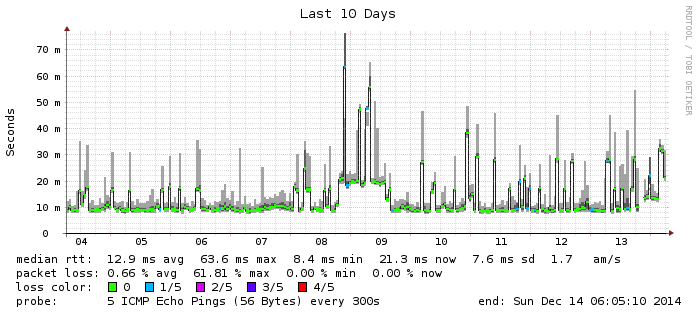 Last 10 Days
RRDTOOL / TOBI OETIKER
Seconds
70 m
60 m
50 m
40 m
30 m
20 m
10 m
0
04 05 06 07 08 09 10 11 12 13
median rtt: 12.9 ms avg 63.6 ms max 8.4 ms min 21.3 ms now 7.6 ms sd 1.7 am/s
packet loss: 0.66 % avg 61.81 % max 0.00 % min 0.00 % now
loss color: 0 1/5 2/5 3/5 4/5
probe: 5 ICMP Echo Pings (56 Bytes) every 300s end: Sun Dec 14 06:05:10 2014